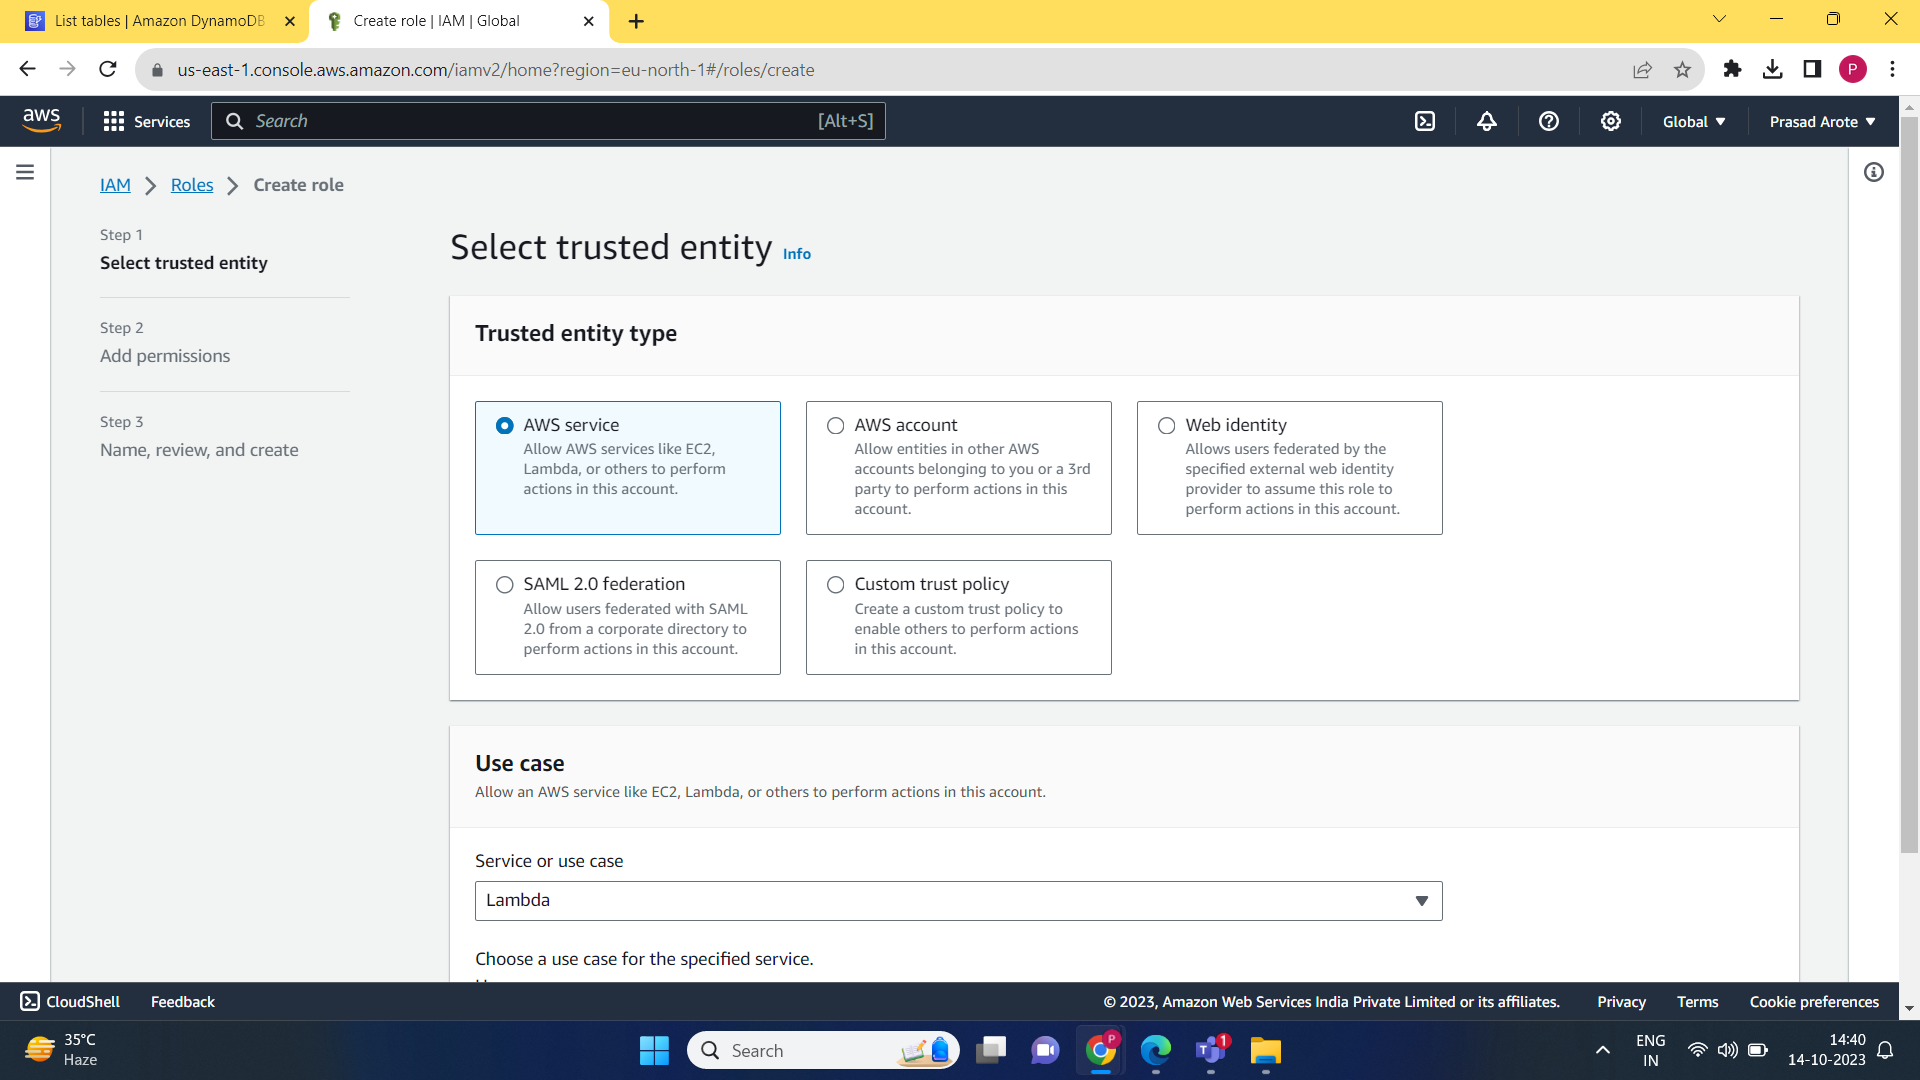 List tables | Amazon DynamoDB
Create role | IAM | Global
us-east-1.console.aws.amazon.com/iamv2/home?region=eu-north-1#/roles/create
P
aws
Services
Search
[Alt+S]
Global
Prasad Arote
IAM
Roles
Create role
Step 1
Select trusted entity
Step 2
Add permissions
Step 3
Name, review, and create
Select trusted entity Info
Trusted entity type
AWS service
Allow AWS services like EC2,
Lambda, or others to perform
actions in this account.
AWS account
Allow entities in other AWS
accounts belonging to you or a 3rd
party to perform actions in this
account.
Web identity
Allows users federated by the
specified external web identity
provider to assume this role to
perform actions in this account.
SAML 2.0 federation
Allow users federated with SAML
2.0 from a corporate directory to
perform actions in this account.
Custom trust policy
Create a custom trust policy to
enable others to perform actions
in this account.
Use case
Allow an AWS service like EC2, Lambda, or others to perform actions in this account.
Service or use case
Lambda
Choose a use case for the specified service.
CloudShell
Feedback
© 2023, Amazon Web Services India Private Limited or its affiliates.
Privacy
Terms
Cookie preferences
35°C
Haze
Search
P
T
1
ENG
IN
14:40
14-10-2023